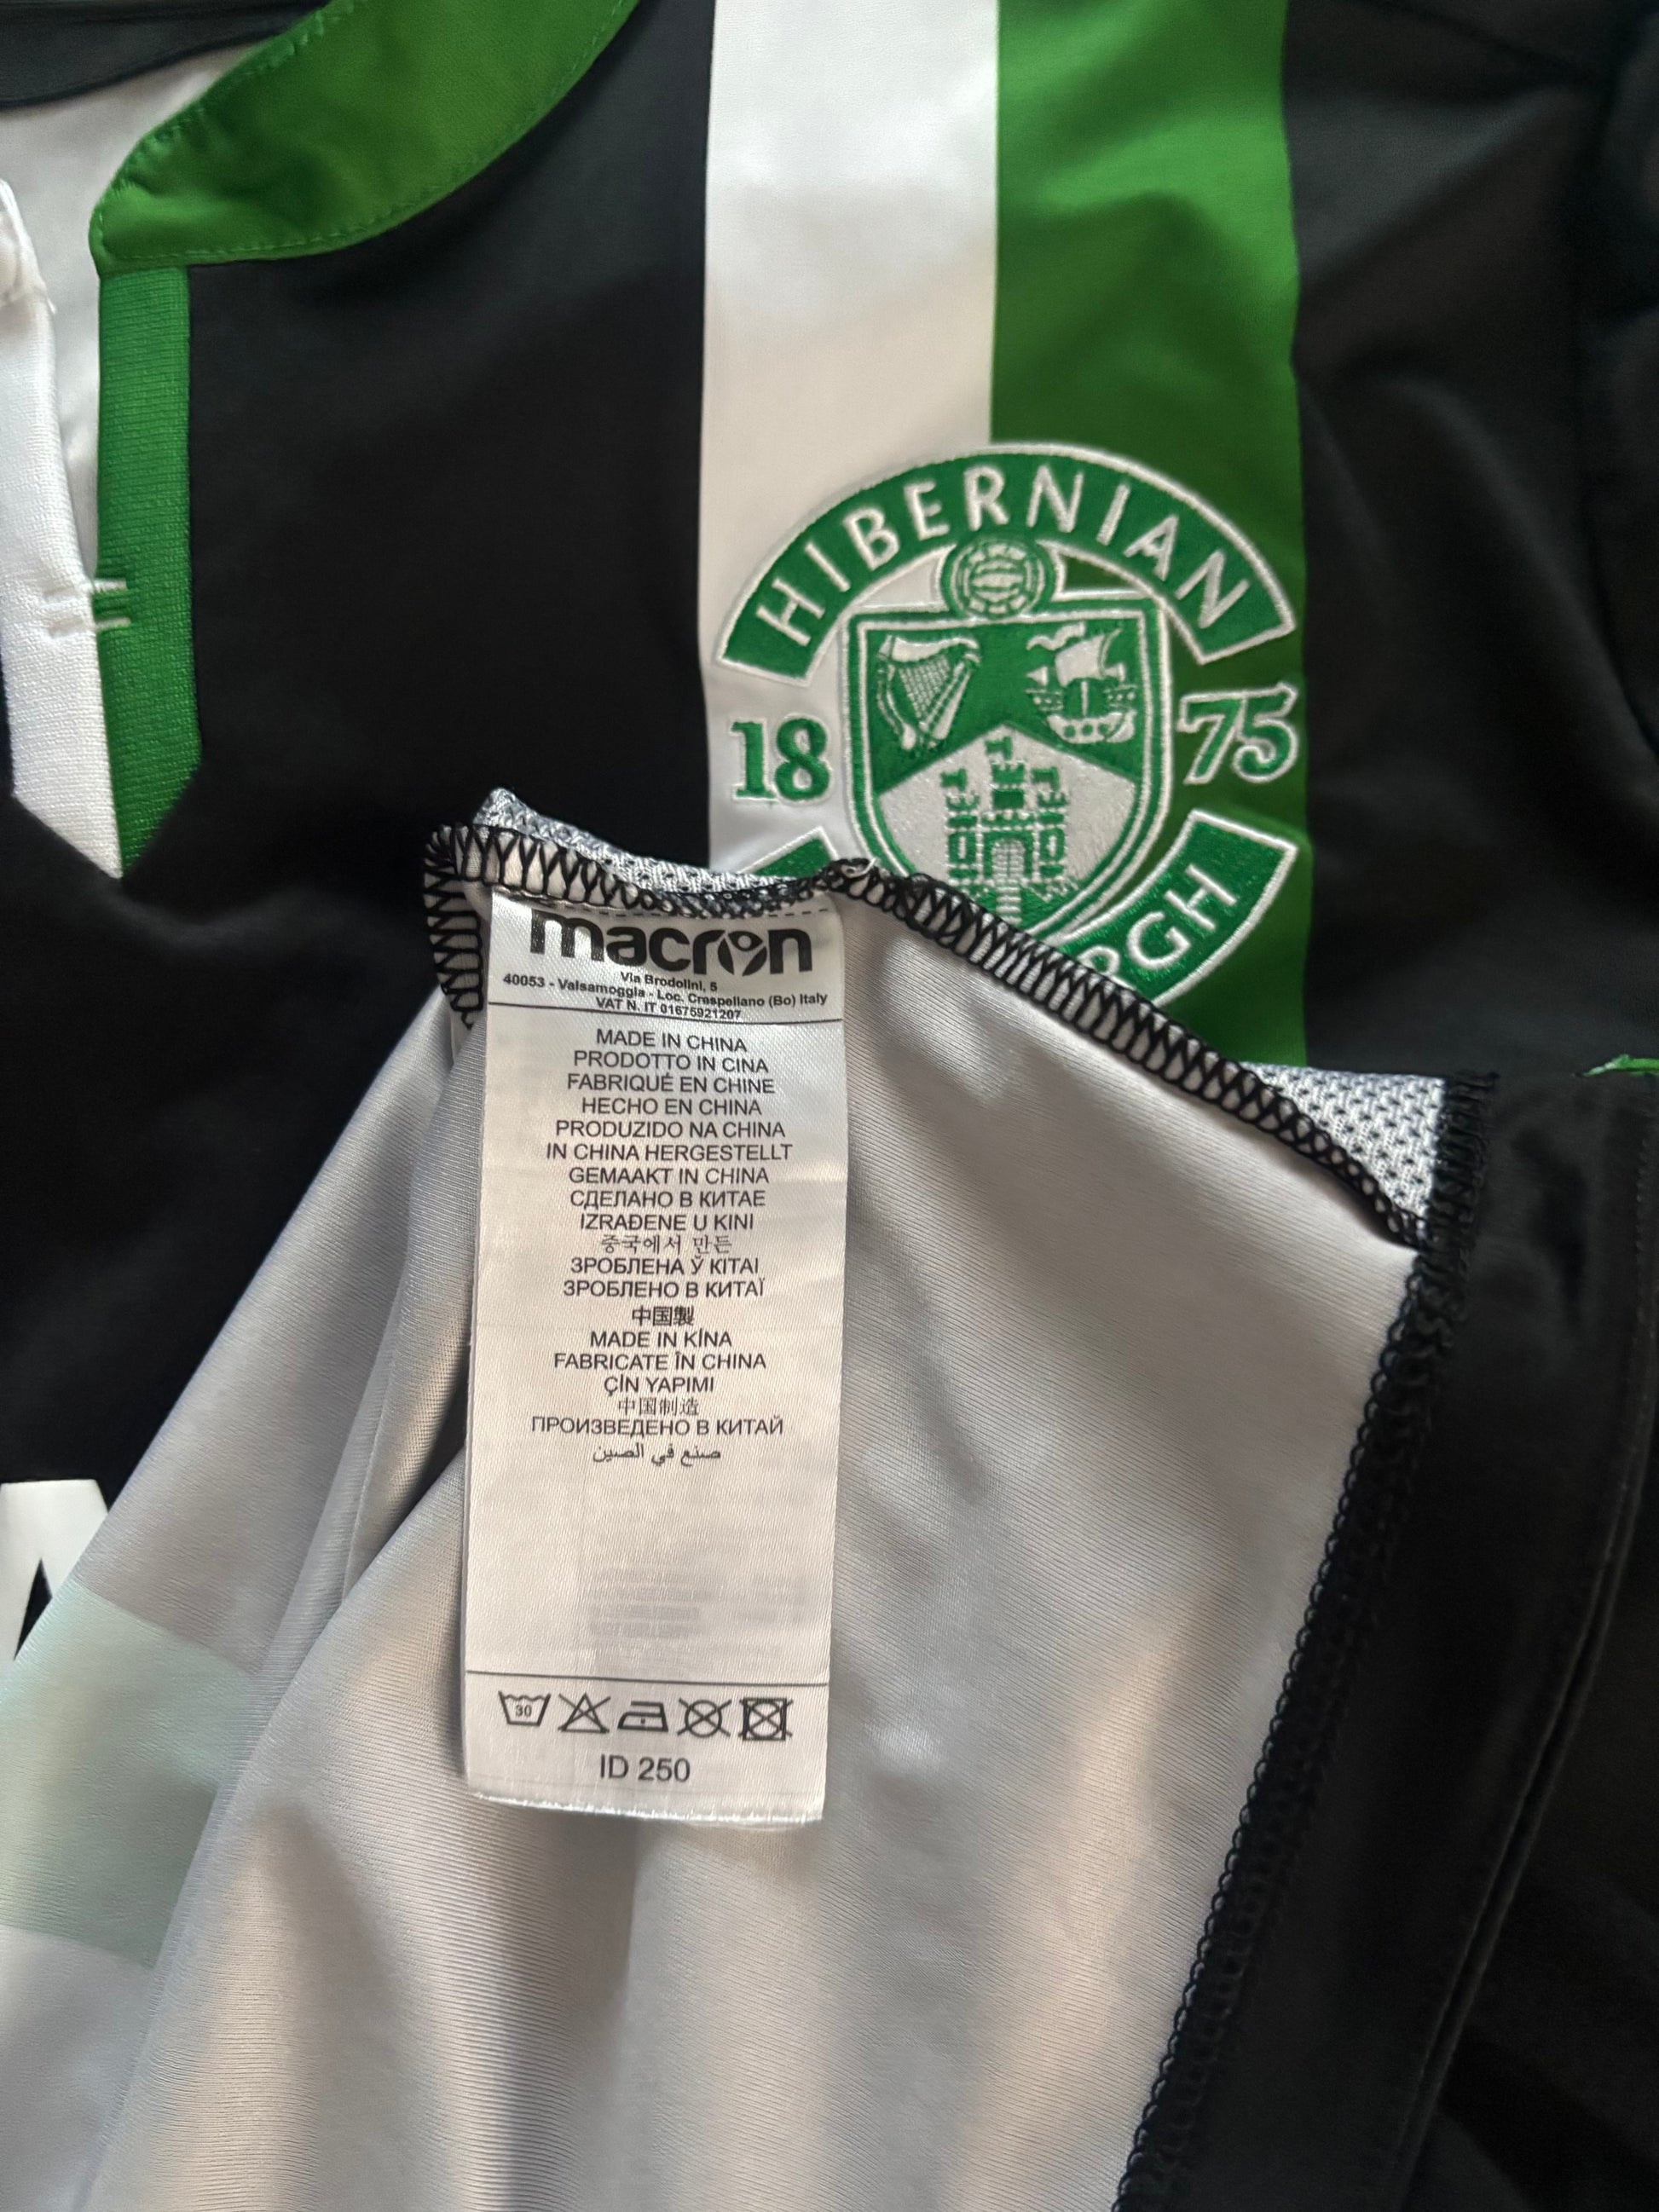 HIBERNIAN
18 75
RGH
macron
Via Brodolini, 5
40053 - Valsamoggia - Loc. Crespellano (Bo) Italy
VAT N. IT 01675921207
MADE IN CHINA
PRODOTTO IN CINA
FABRIQUÉ EN CHINE
HECHO EN CHINA
PRODUZIDO NA CHINA
IN CHINA HERGESTELLT
GEMAAKT IN CHINA
СДЕЛАНО В КИТАЕ
IZRAĐENE U KINI
중국에서 만든
ЗРОБЛЕНА Ў КІТАІ
ЗРОБЛЕНО В КИТАЇ
中国製
MADE IN KÍNA
FABRICATE ÎN CHINA
ÇİN YAPIMI
中国制造
ПРОИЗВЕДЕНО В КИТАЙ
صنع في الصين
30
ID 250